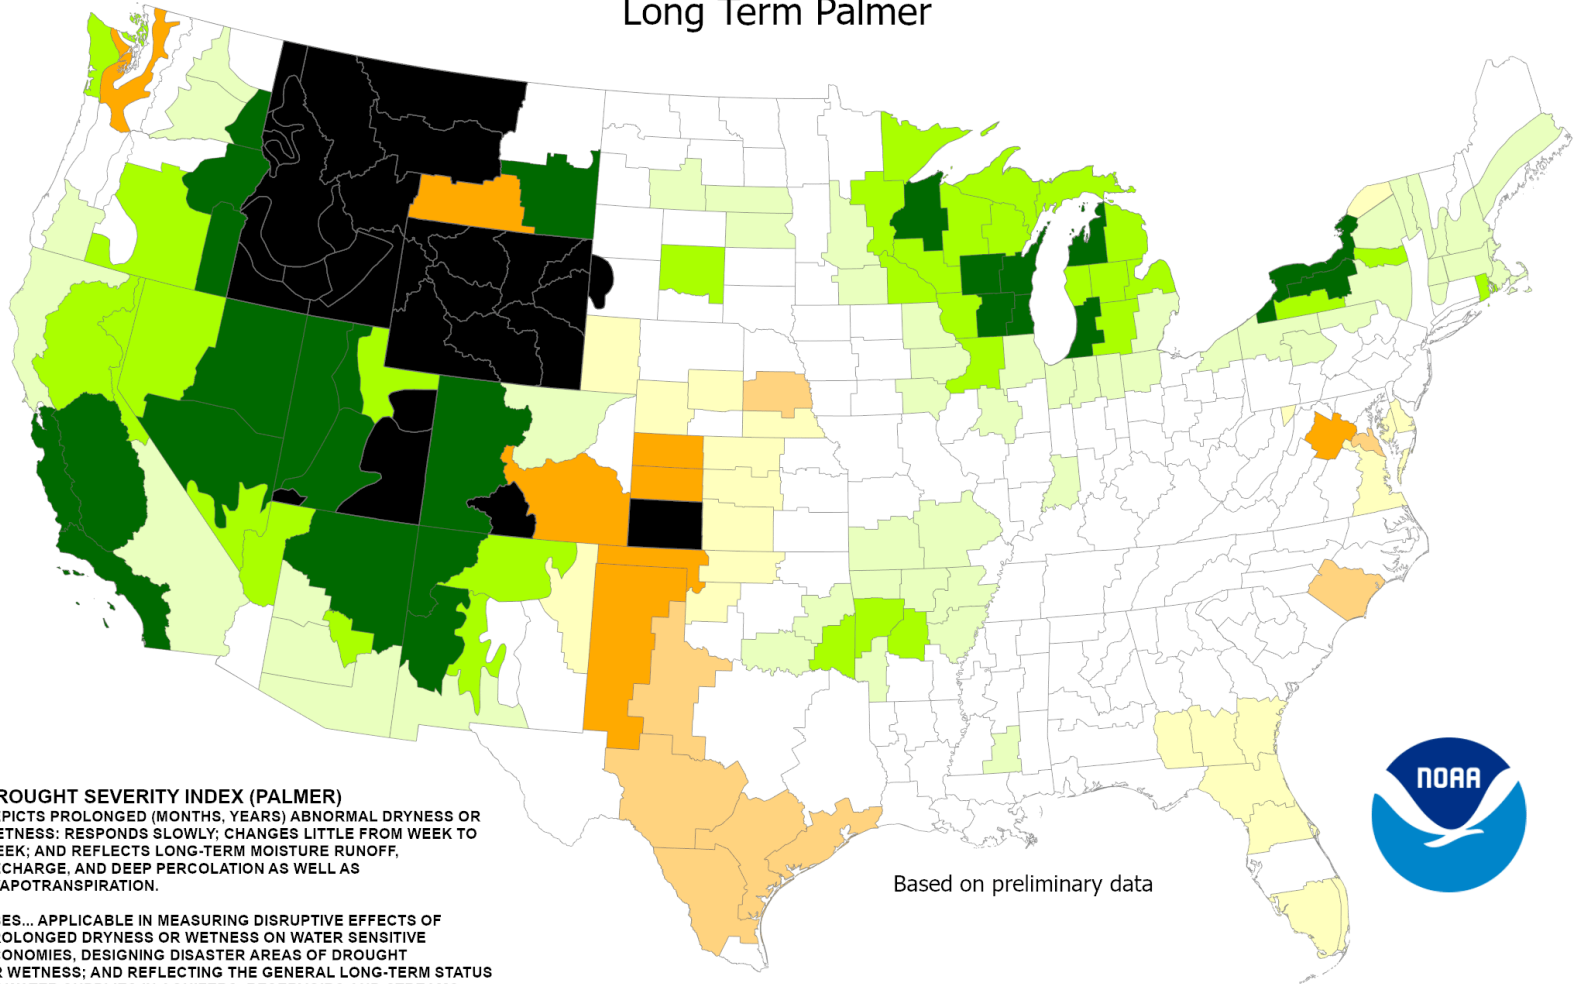 Long Term Palmer
ROUGHT SEVERITY INDEX (PALMER)
EPICTS PROLONGED (MONTHS, YEARS) ABNORMAL DRYNESS OR
ETNESS: RESPONDS SLOWLY; CHANGES LITTLE FROM WEEK TO
EEK; AND REFLECTS LONG-TERM MOISTURE RUNOFF,
ECHARGE, AND DEEP PERCOLATION AS WELL AS
VAPOTRANSPIRATION.
SES... APPLICABLE IN MEASURING DISRUPTIVE EFFECTS OF
ROLONGED DRYNESS OR WETNESS ON WATER SENSITIVE
CONOMIES, DESIGNING DISASTER AREAS OF DROUGHT
R WETNESS; AND REFLECTING THE GENERAL LONG-TERM STATUS
Based on preliminary data
NOAA